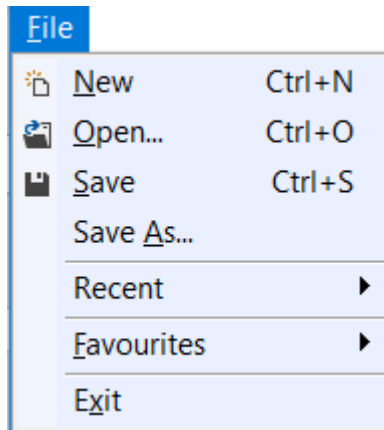 File
New Ctrl+N
Open... Ctrl+O
Save Ctrl+S
Save As...
Recent
Favourites
Exit